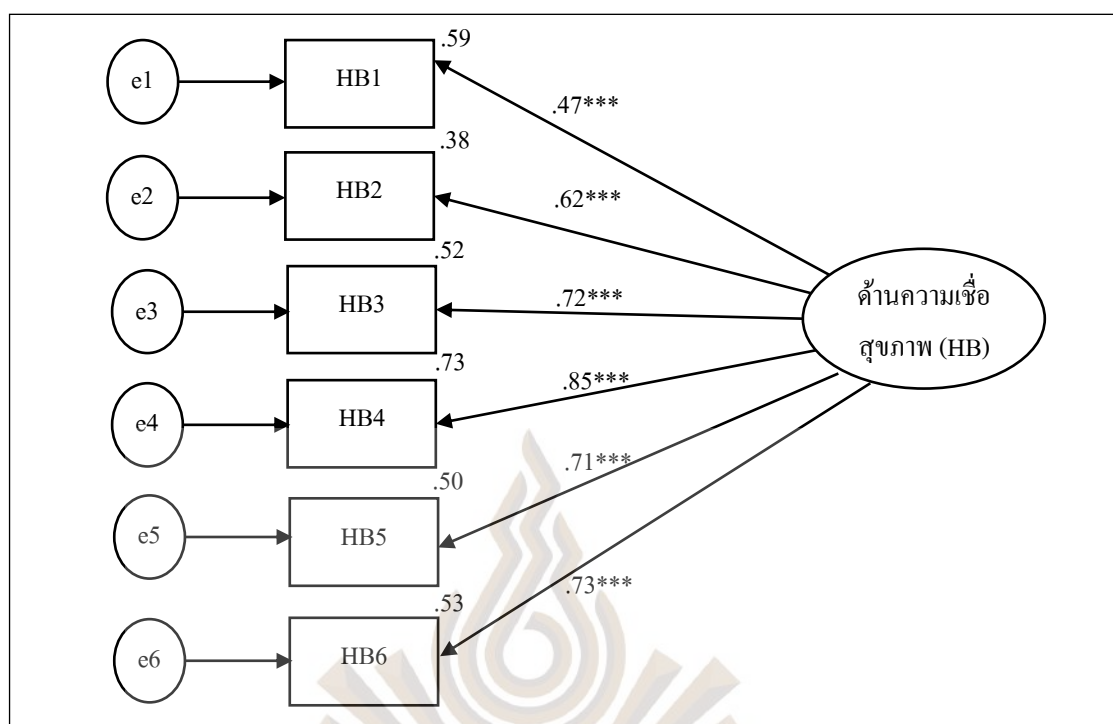 .59
e1
HB1
.47***
.38
e2
HB2
.62***
.52
e3
HB3
.72***
.73
e4
HB4
.85***
.50
e5
HB5
.71***
.53
e6
HB6
.73***
ด้านความเชื่อ
สุขภาพ (HB)